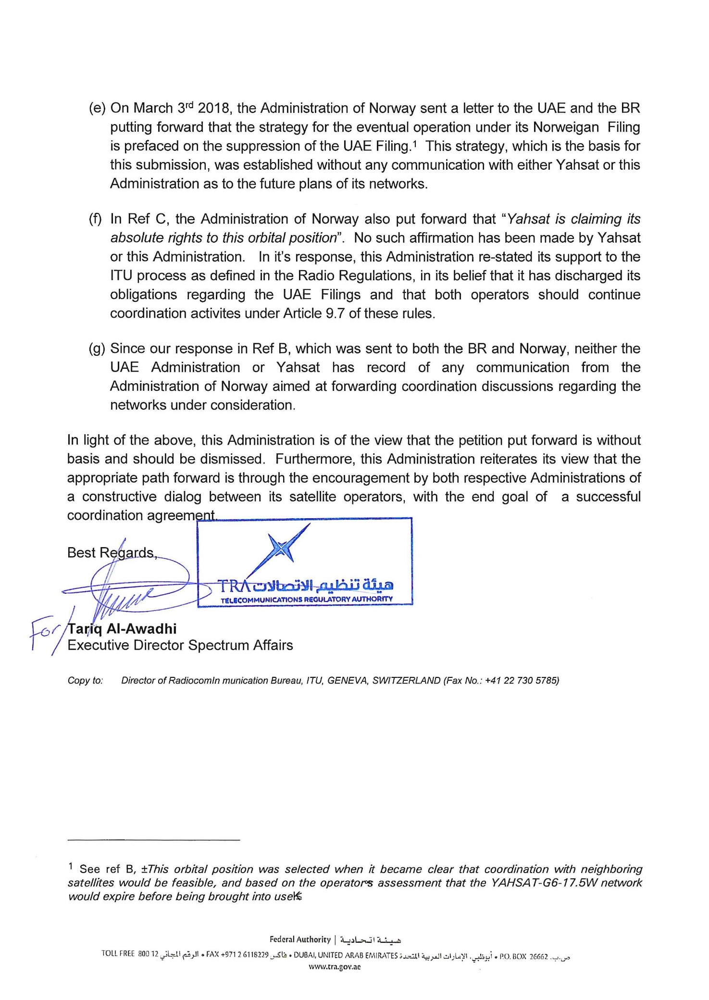 (e) On March 3rd 2018, the Administration of Norway sent a letter to the UAE and the BR
putting forward that the strategy for the eventual operation under its Norweigan Filing
is prefaced on the suppression of the UAE Filing.1 This strategy, which is the basis for
this submission, was established without any communication with either Yahsat or this
Administration as to the future plans of its networks.
(f) In Ref C, the Administration of Norway also put forward that “Yahsat is claiming its
absolute rights to this orbital position”. No such affirmation has been made by Yahsat
or this Administration. In it’s response, this Administration re-stated its support to the
ITU process as defined in the Radio Regulations, in its belief that it has discharged its
obligations regarding the UAE Filings and that both operators should continue
coordination activites under Article 9.7 of these rules.
(g) Since our response in Ref B, which was sent to both the BR and Norway, neither the
UAE Administration or Yahsat has record of any communication from the
Administration of Norway aimed at forwarding coordination discussions regarding the
networks under consideration.
In light of the above, this Administration is of the view that the petition put forward is without
basis and should be dismissed. Furthermore, this Administration reiterates its view that the
appropriate path forward is through the encouragement by both respective Administrations of
a constructive dialog between its satellite operators, with the end goal of a successful
coordination agreement.
Best Regards,
TRA هيئة تنظيم الاتصالات
TELECOMMUNICATIONS REGULATORY AUTHORITY
For/ Tariq Al-Awadhi
Executive Director Spectrum Affairs
Copy to: Director of RadiocomIn munication Bureau, ITU, GENEVA, SWITZERLAND (Fax No.: +41 22 730 5785)
1 See ref B, ±This orbital position was selected when it became clear that coordination with neighboring
satellites would be feasible, and based on the operators assessment that the YAHSAT-G6-17.5W network
would expire before being brought into use
Federal Authority | هيئة اتحادية
TOLL FREE 800 12 الرقم المجاني • FAX +971 2 6118229 فاكس • DUBAI, UNITED ARAB EMIRATES أبوظبي، الإمارات العربية المتحدة • P.O. BOX 26662 ص.ب.
www.tra.gov.ae